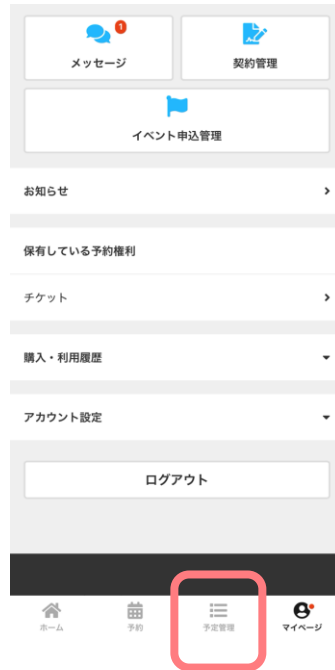 1
メッセージ
契約管理
イベント申込管理
お知らせ
保有している予約権利
チケット
購入・利用履歴
アカウント設定
ログアウト
ホーム
予約
予定管理
マイページ